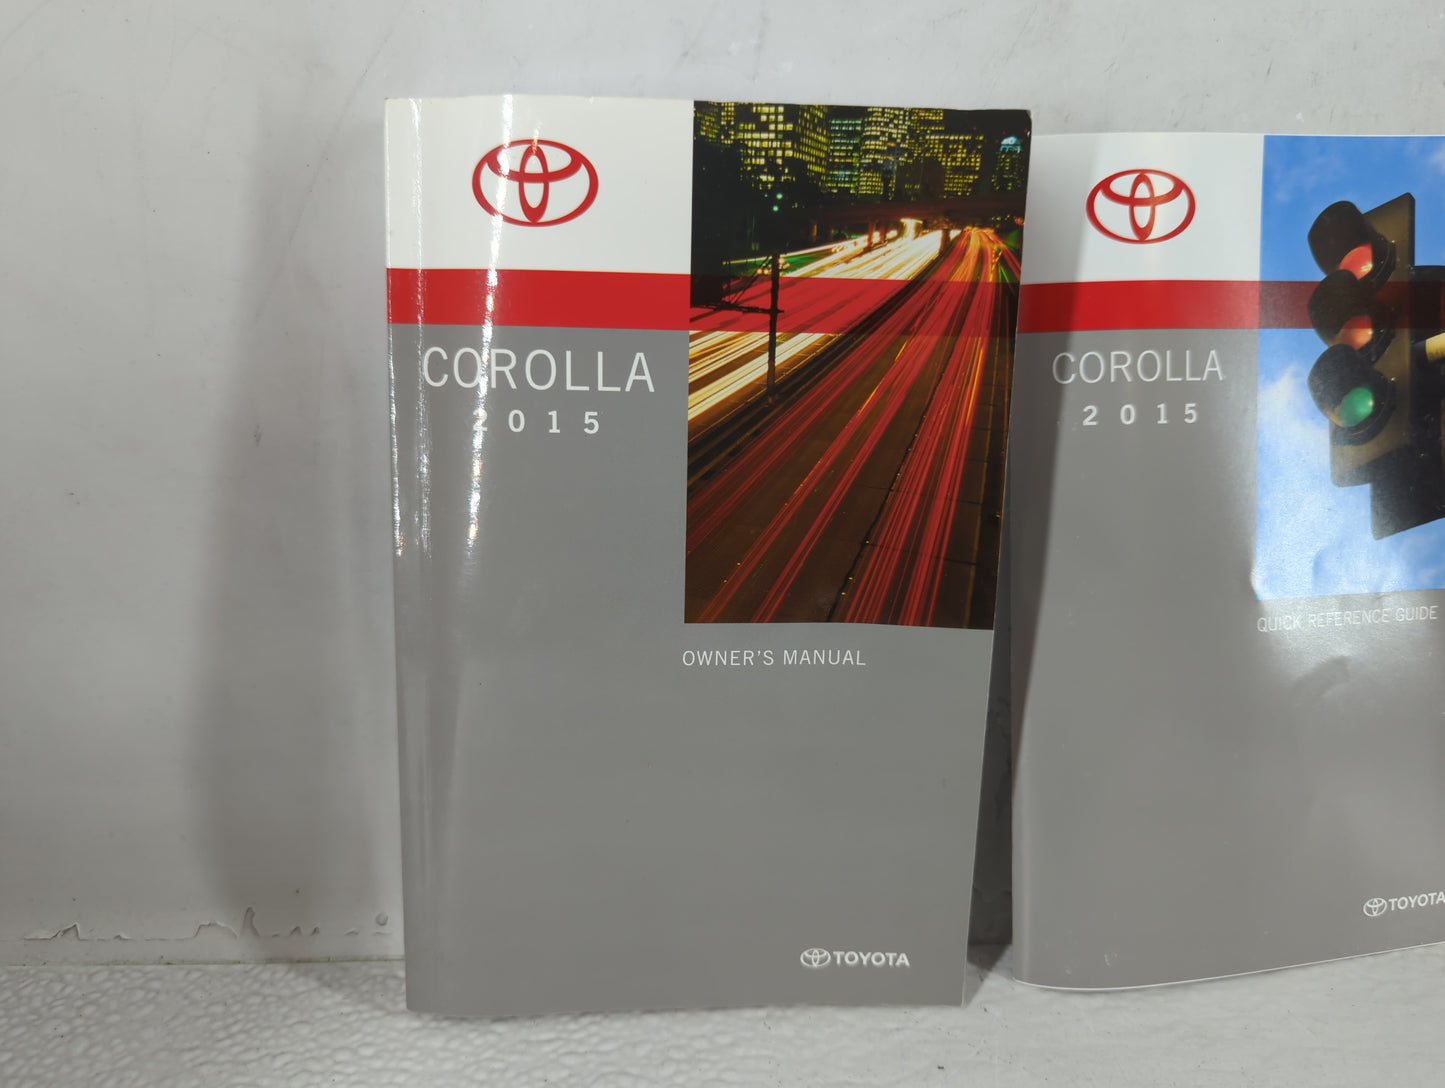 COROLLA
2015
OWNER'S MANUAL
TOYOTA
COROLLA
2015
QUICK REFERENCE GUIDE
TOYOTA